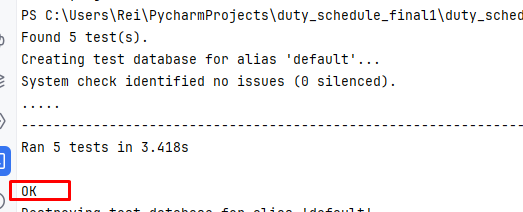 PS C:\Users\Rei\PycharmProjects\duty_schedule_final1\duty_sched
Found 5 test(s).
Creating test database for alias 'default'...
System check identified no issues (0 silenced).
.....
----------------------------------------------------------------------
Ran 5 tests in 3.418s
OK
Destroying test database for alias 'default'